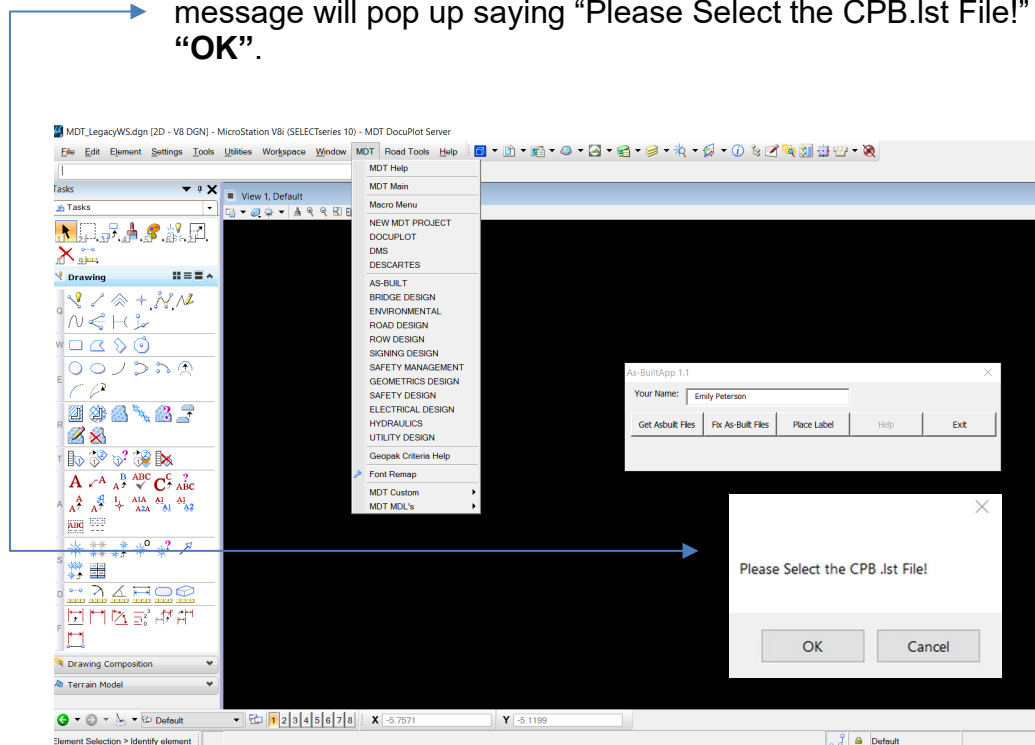 message will pop up saying “Please Select the CPB.lst File!”
“OK”.
MDT_LegacyWS.dgn [2D - V8 DGN] - MicroStation V8i (SELECTseries 10) - MDT DocuPlot Server
File Edit Element Settings Tools Utilities Workspace Window MDT Road Tools Help
MDT Help
MDT Main
Macro Menu
NEW MDT PROJECT
DOCUPLOT
DMS
DESCARTES
AS-BUILT
BRIDGE DESIGN
ENVIRONMENTAL
ROAD DESIGN
ROW DESIGN
SIGNING DESIGN
SAFETY MANAGEMENT
GEOMETRICS DESIGN
SAFETY DESIGN
ELECTRICAL DESIGN
HYDRAULICS
UTILITY DESIGN
Geopak Criteria Help
Font Remap
MDT Custom
MDT MDL's
Tasks
Tasks
View 1, Default
Drawing
Q
W
E
R
T
A
S
D
F
Drawing Composition
Terrain Model
As-BuiltApp 1.1
Your Name: Emily Peterson
Get Asbuilt Files Fix As-Built Files Place Label Help Exit
Please Select the CPB .lst File!
OK Cancel
Default 1 2 3 4 5 6 7 8 X -5.7571 Y -5.1199
Element Selection > Identify element Default